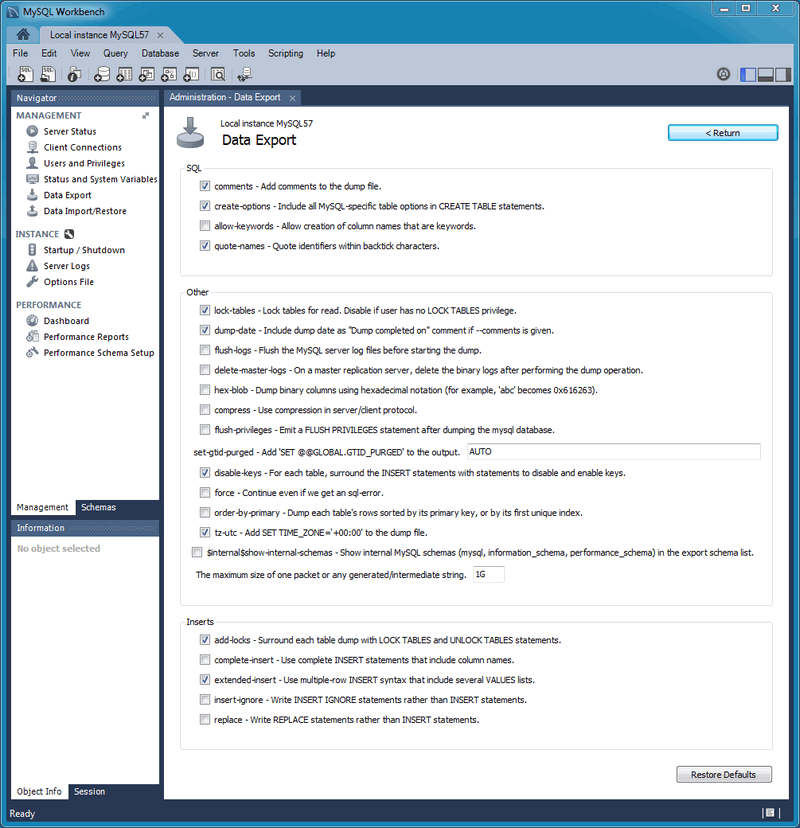 MySQL Workbench
Local instance MySQL57
File Edit View Query Database Server Tools Scripting Help
Navigator
MANAGEMENT
Server Status
Client Connections
Users and Privileges
Status and System Variables
Data Export
Data Import/Restore
INSTANCE
Startup / Shutdown
Server Logs
Options File
PERFORMANCE
Dashboard
Performance Reports
Performance Schema Setup
Management Schemas
Information
No object selected
Object Info Session
Administration - Data Export
Local instance MySQL57
Data Export
< Return
SQL
comments - Add comments to the dump file.
create-options - Include all MySQL-specific table options in CREATE TABLE statements.
allow-keywords - Allow creation of column names that are keywords.
quote-names - Quote identifiers within backtick characters.
Other
lock-tables - Lock tables for read. Disable if user has no LOCK TABLES privilege.
dump-date - Include dump date as "Dump completed on" comment if --comments is given.
flush-logs - Flush the MySQL server log files before starting the dump.
delete-master-logs - On a master replication server, delete the binary logs after performing the dump operation.
hex-blob - Dump binary columns using hexadecimal notation (for example, 'abc' becomes 0x616263).
compress - Use compression in server/client protocol.
flush-privileges - Emit a FLUSH PRIVILEGES statement after dumping the mysql database.
set-gtid-purged - Add 'SET @@GLOBAL.GTID_PURGED' to the output. AUTO
disable-keys - For each table, surround the INSERT statements with statements to disable and enable keys.
force - Continue even if we get an sql-error.
order-by-primary - Dump each table's rows sorted by its primary key, or by its first unique index.
tz-utc - Add SET TIME_ZONE='+00:00' to the dump file.
$internal$show-internal-schemas - Show internal MySQL schemas (mysql, information_schema, performance_schema) in the export schema list.
The maximum size of one packet or any generated/intermediate string. 1G
Inserts
add-locks - Surround each table dump with LOCK TABLES and UNLOCK TABLES statements.
complete-insert - Use complete INSERT statements that include column names.
extended-insert - Use multiple-row INSERT syntax that include several VALUES lists.
insert-ignore - Write INSERT IGNORE statements rather than INSERT statements.
replace - Write REPLACE statements rather than INSERT statements.
Restore Defaults
Ready